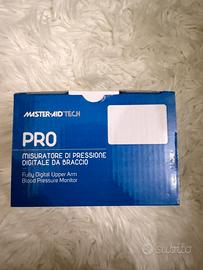 MASTER-AID TECH
PRO
MISURATORE DI PRESSIONE
DIGITALE DA BRACCIO
Fully Digital Upper Arm
Blood Pressure Monitor
subito